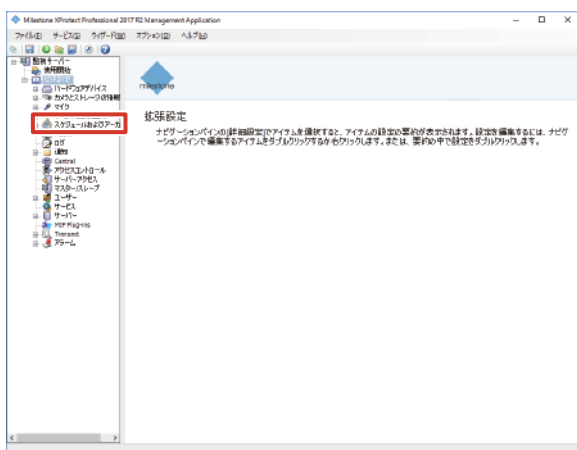 Milestone XProtect Professional 2017 R2 Management Application
ファイル(E) サービス(S) ウィザード(W) オプション(O) ヘルプ(H)
監視サーバー
使用開始
ハードウェアデバイス
カメラとストレージの情報
マイク
スケジュールおよびアーカ
ログ
通知
Central
アクセスコントロール
サーバーアクセス
マスター/スレーブ
ユーザー
サービス
サーバー
MIP Plug-ins
Transact
アラーム
milestone
拡張設定
ナビゲーションペインの[詳細設定]でアイテムを選択すると、アイテムの設定の要約が表示されます。設定を編集するには、ナビゲ
ーションペインで編集するアイテムをダブルクリックするか右クリックします。または、要約の中で設定をダブルクリックします。